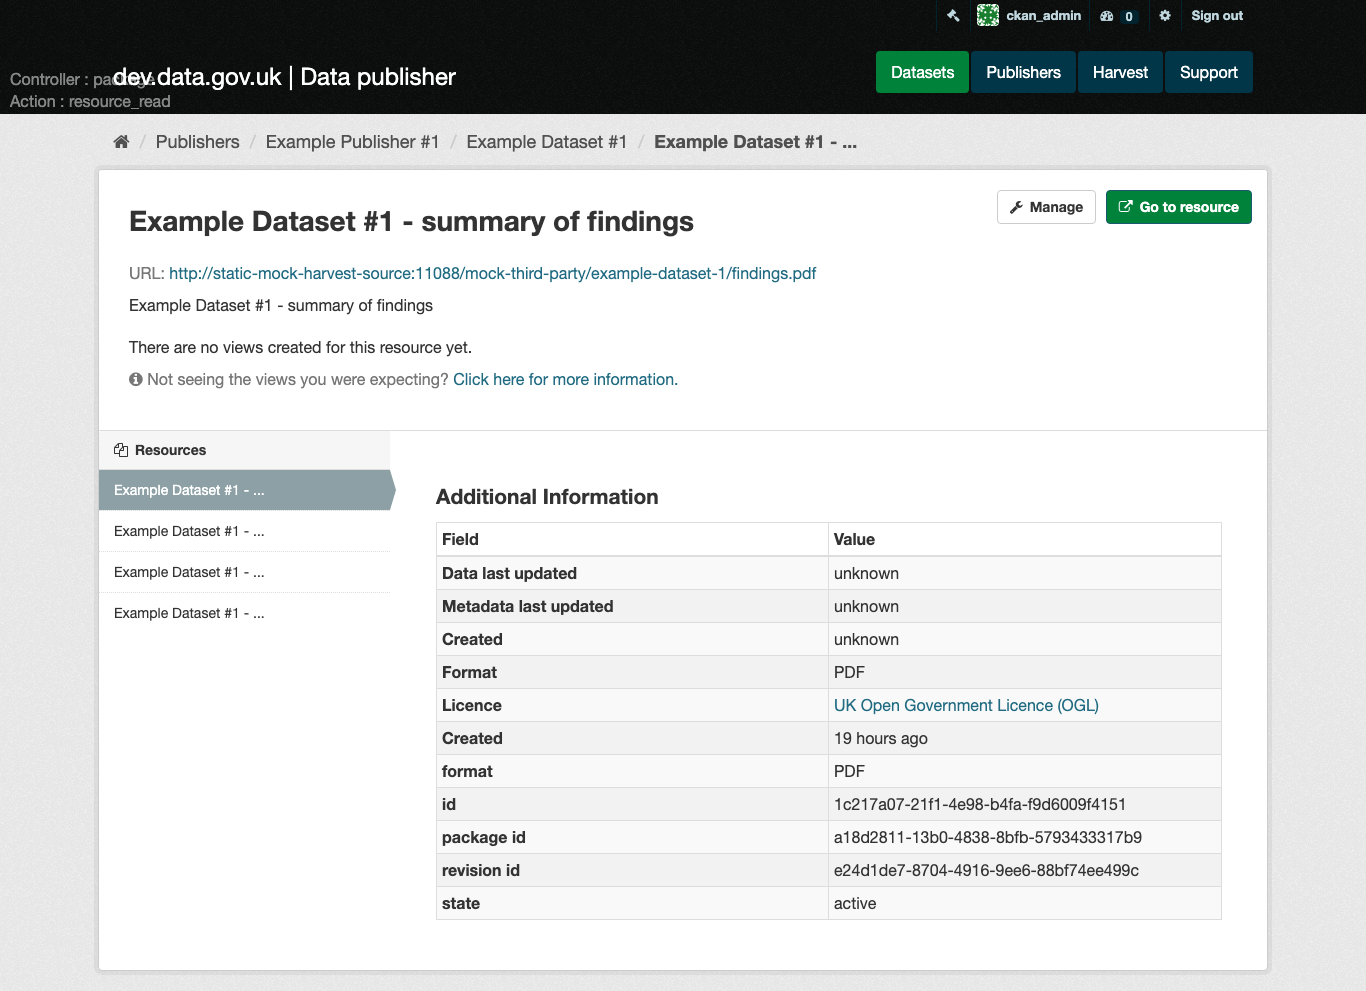 ckan_admin 0 Sign out
Controller : package
dev.data.gov.uk | Data publisher
Datasets Publishers Harvest Support
Action : resource_read
/ Publishers / Example Publisher #1 / Example Dataset #1 / Example Dataset #1 - ...
Manage Go to resource
Example Dataset #1 - summary of findings
URL: http://static-mock-harvest-source:11088/mock-third-party/example-dataset-1/findings.pdf
Example Dataset #1 - summary of findings
There are no views created for this resource yet.
Not seeing the views you were expecting? Click here for more information.
Resources
Example Dataset #1 - ...
Example Dataset #1 - ...
Example Dataset #1 - ...
Example Dataset #1 - ...
Additional Information
Field Value
Data last updated unknown
Metadata last updated unknown
Created unknown
Format PDF
Licence UK Open Government Licence (OGL)
Created 19 hours ago
format PDF
id 1c217a07-21f1-4e98-b4fa-f9d6009f4151
package id a18d2811-13b0-4838-8bfb-5793433317b9
revision id e24d1de7-8704-4916-9ee6-88bf74ee499c
state active